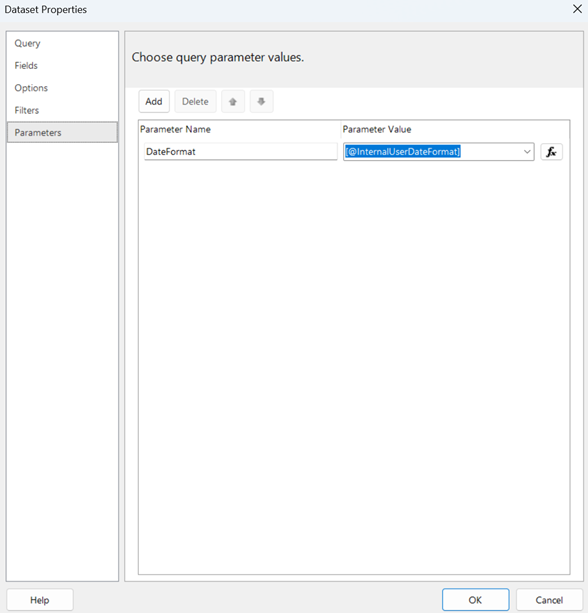 Dataset Properties
Query
Fields
Options
Filters
Parameters
Choose query parameter values.
Add Delete
Parameter Name Parameter Value
DateFormat [@InternalUserDateFormat] fx
Help OK Cancel